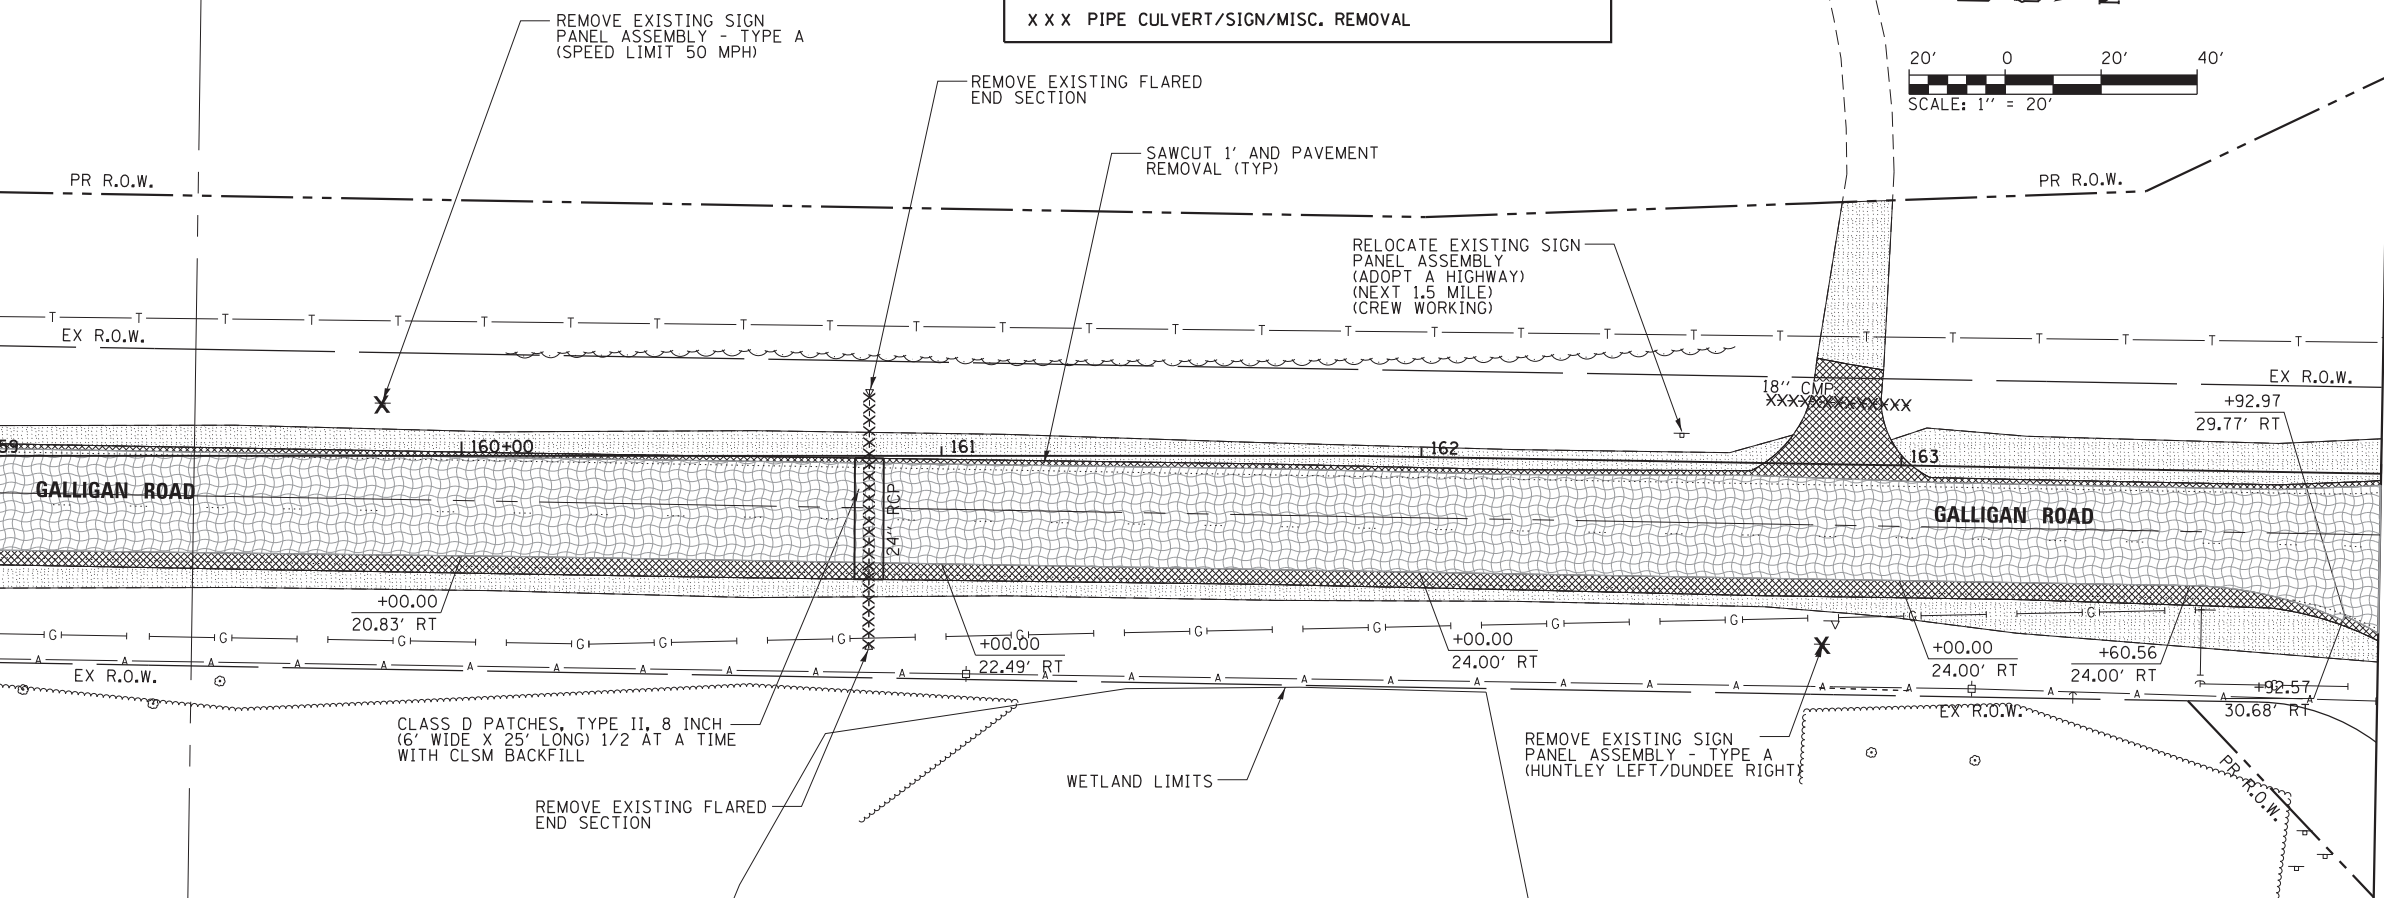 REMOVE EXISTING SIGN
PANEL ASSEMBLY - TYPE A
(SPEED LIMIT 50 MPH)
X X X PIPE CULVERT/SIGN/MISC. REMOVAL
20' 0 20' 40'
SCALE: 1'' = 20'
REMOVE EXISTING FLARED
END SECTION
SAWCUT 1' AND PAVEMENT
REMOVAL (TYP)
PR R.O.W.
PR R.O.W.
RELOCATE EXISTING SIGN
PANEL ASSEMBLY
(ADOPT A HIGHWAY)
(NEXT 1.5 MILE)
(CREW WORKING)
T T T T T T T T T T T T T T T T T T T T T T T T T T T
EX R.O.W.
EX R.O.W.
18'' CMP
+92.97
29.77' RT
59
160+00
161
162
163
GALLIGAN ROAD
24'' RCP
GALLIGAN ROAD
+00.00
20.83' RT
+00.00
22.49' RT
+00.00
24.00' RT
+00.00
24.00' RT
+60.56
24.00' RT
+92.57
30.68' RT
G G G G G G G G G G G G
A A A A A A A A A A A A A A A A A A A A A A A A A A
EX R.O.W.
EX R.O.W.
CLASS D PATCHES, TYPE II, 8 INCH
(6' WIDE X 25' LONG) 1/2 AT A TIME
WITH CLSM BACKFILL
REMOVE EXISTING FLARED
END SECTION
WETLAND LIMITS
REMOVE EXISTING SIGN
PANEL ASSEMBLY - TYPE A
(HUNTLEY LEFT/DUNDEE RIGHT)
PR R.O.W.